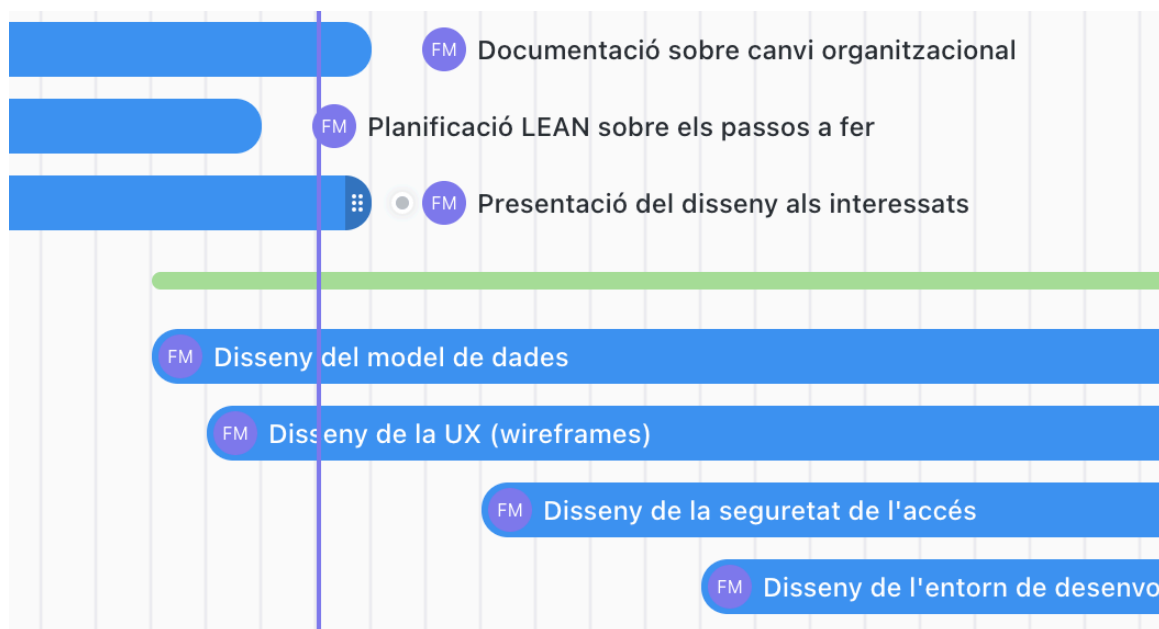 FM Documentació sobre canvi organitzacional
FM Planificació LEAN sobre els passos a fer
FM Presentació del disseny als interessats
FM Disseny del model de dades
FM Disseny de la UX (wireframes)
FM Disseny de la seguretat de l'accés
FM Disseny de l'entorn de desenvo